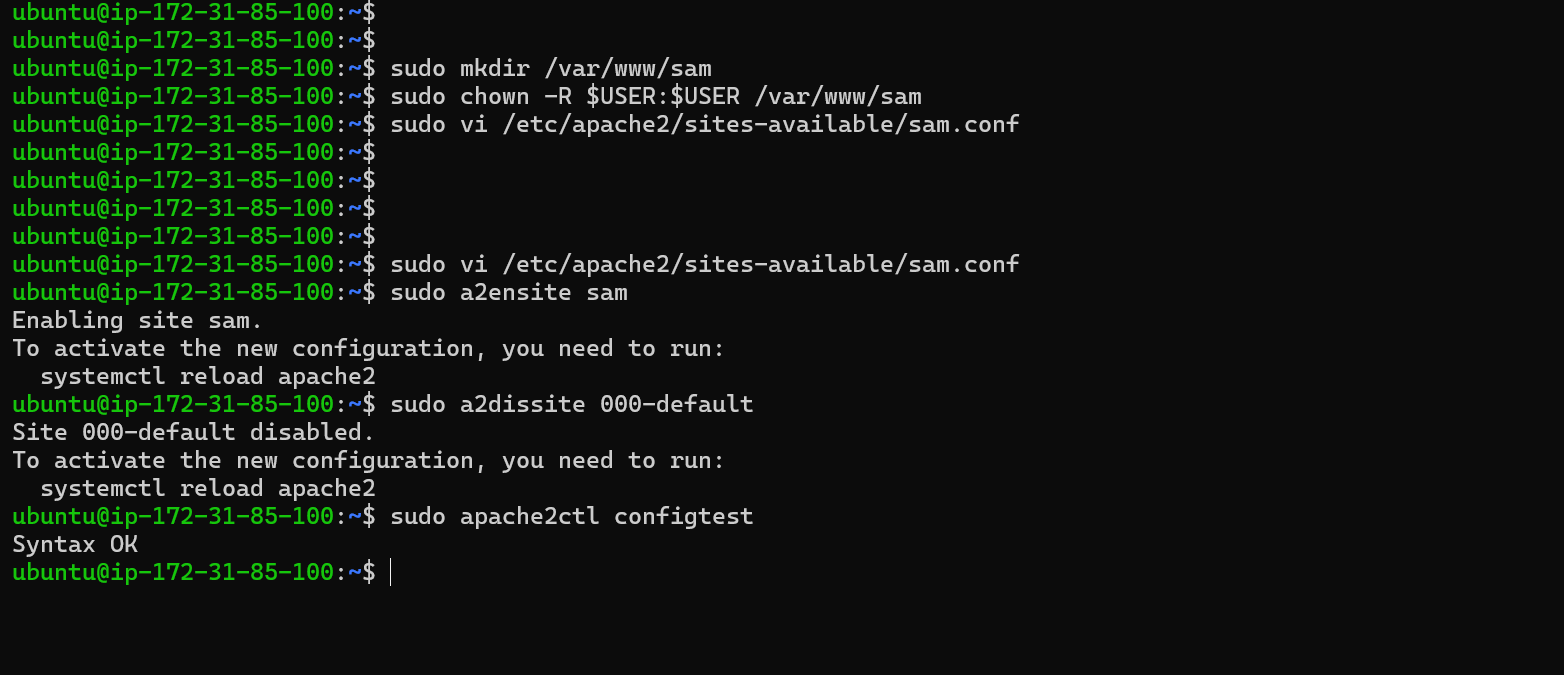 ubuntu@ip-172-31-85-100:~$
ubuntu@ip-172-31-85-100:~$
ubuntu@ip-172-31-85-100:~$ sudo mkdir /var/www/sam
ubuntu@ip-172-31-85-100:~$ sudo chown -R $USER:$USER /var/www/sam
ubuntu@ip-172-31-85-100:~$ sudo vi /etc/apache2/sites-available/sam.conf
ubuntu@ip-172-31-85-100:~$
ubuntu@ip-172-31-85-100:~$
ubuntu@ip-172-31-85-100:~$
ubuntu@ip-172-31-85-100:~$
ubuntu@ip-172-31-85-100:~$ sudo vi /etc/apache2/sites-available/sam.conf
ubuntu@ip-172-31-85-100:~$ sudo a2ensite sam
Enabling site sam.
To activate the new configuration, you need to run:
  systemctl reload apache2
ubuntu@ip-172-31-85-100:~$ sudo a2dissite 000-default
Site 000-default disabled.
To activate the new configuration, you need to run:
  systemctl reload apache2
ubuntu@ip-172-31-85-100:~$ sudo apache2ctl configtest
Syntax OK
ubuntu@ip-172-31-85-100:~$